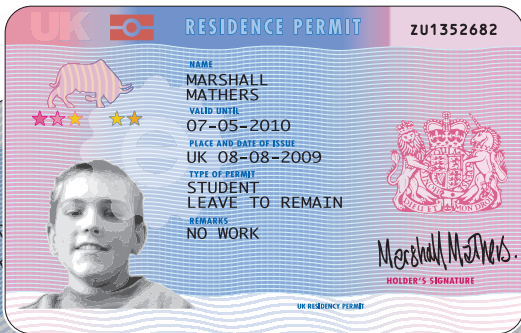 UK
RESIDENCE PERMIT
ZU1352682
NAME
MARSHALL
MATHERS
VALID UNTIL
07-05-2010
PLACE AND DATE OF ISSUE
UK 08-08-2009
TYPE OF PERMIT
STUDENT
LEAVE TO REMAIN
REMARKS
NO WORK
Marshall Mathers.
HOLDER'S SIGNATURE
UK RESIDENCY PERMIT